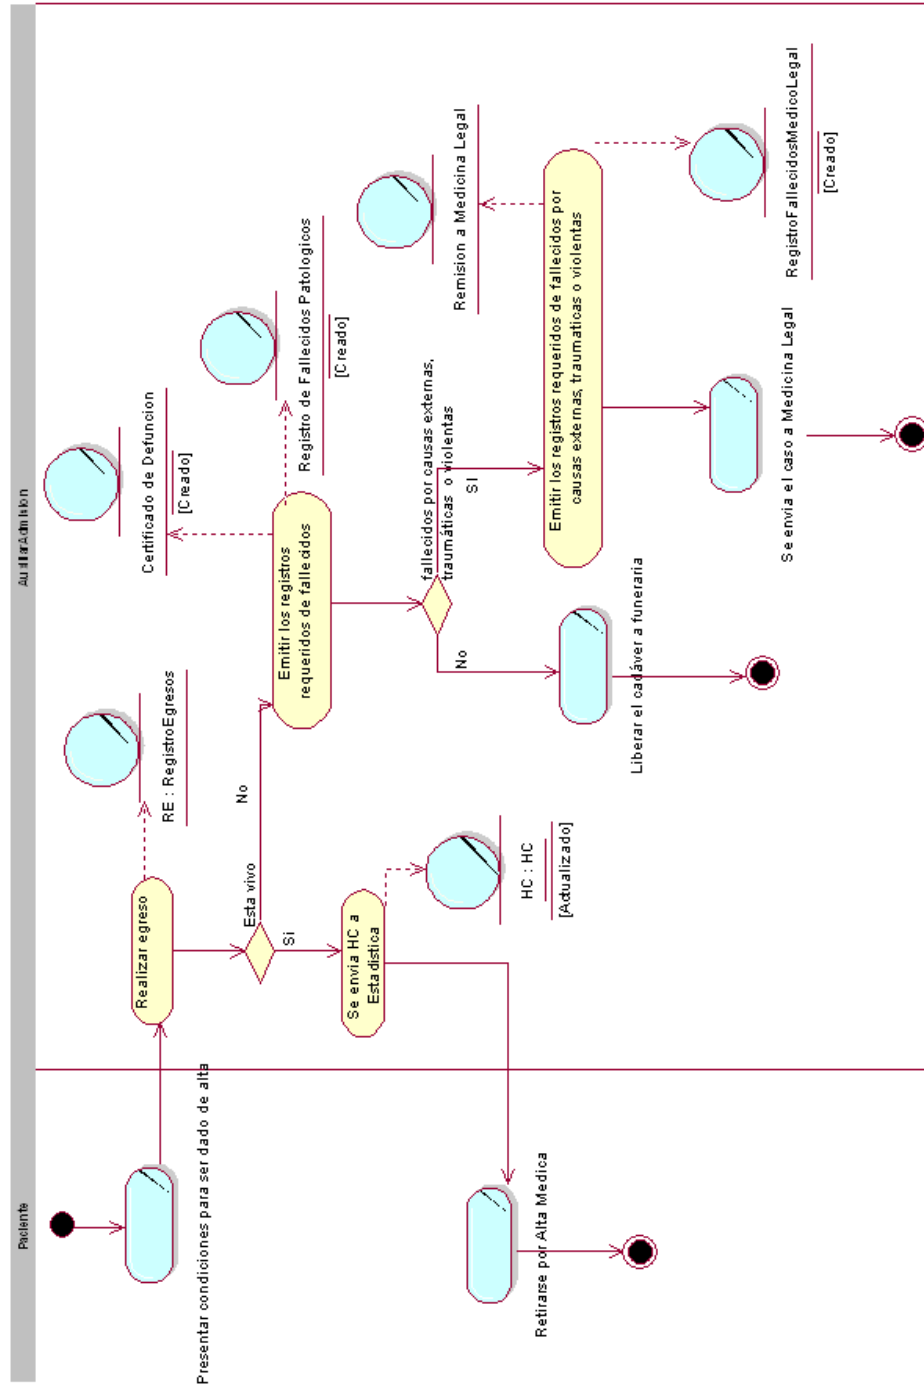 Paciente
AuxiliarAdmision
Presentar condiciones para ser dado de alta
Realizar egreso
RE : RegistroEgresos
Esta vivo
No
Si
Se envia HC a
Estadistica
HC : HC
[Actualizado]
Retirarse por Alta Medica
Emitir los registros
requeridos de fallecidos
Certificado de Defuncion
[Creado]
Registro de Fallecidos Patologicos
[Creado]
fallecidos por causas externas,
traumáticas o violentas
No
SI
Liberar el cadáver a funeraria
Emitir los registros requeridos de fallecidos por
causas externas, traumaticas o violentas
Remision a Medicina Legal
RegistroFallecidosMedicoLegal
[Creado]
Se envia el caso a Medicina Legal